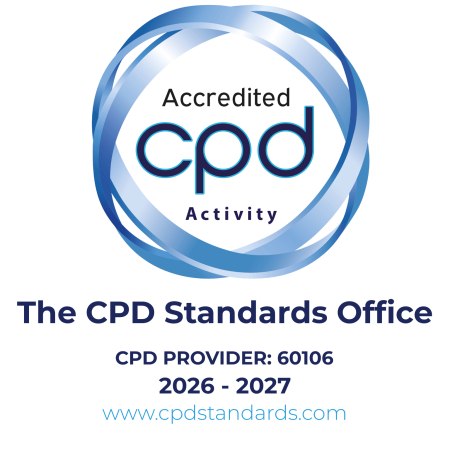 Accredited
cpd
Activity
The CPD Standards Office
CPD PROVIDER: 60106
2026 - 2027
www.cpdstandards.com